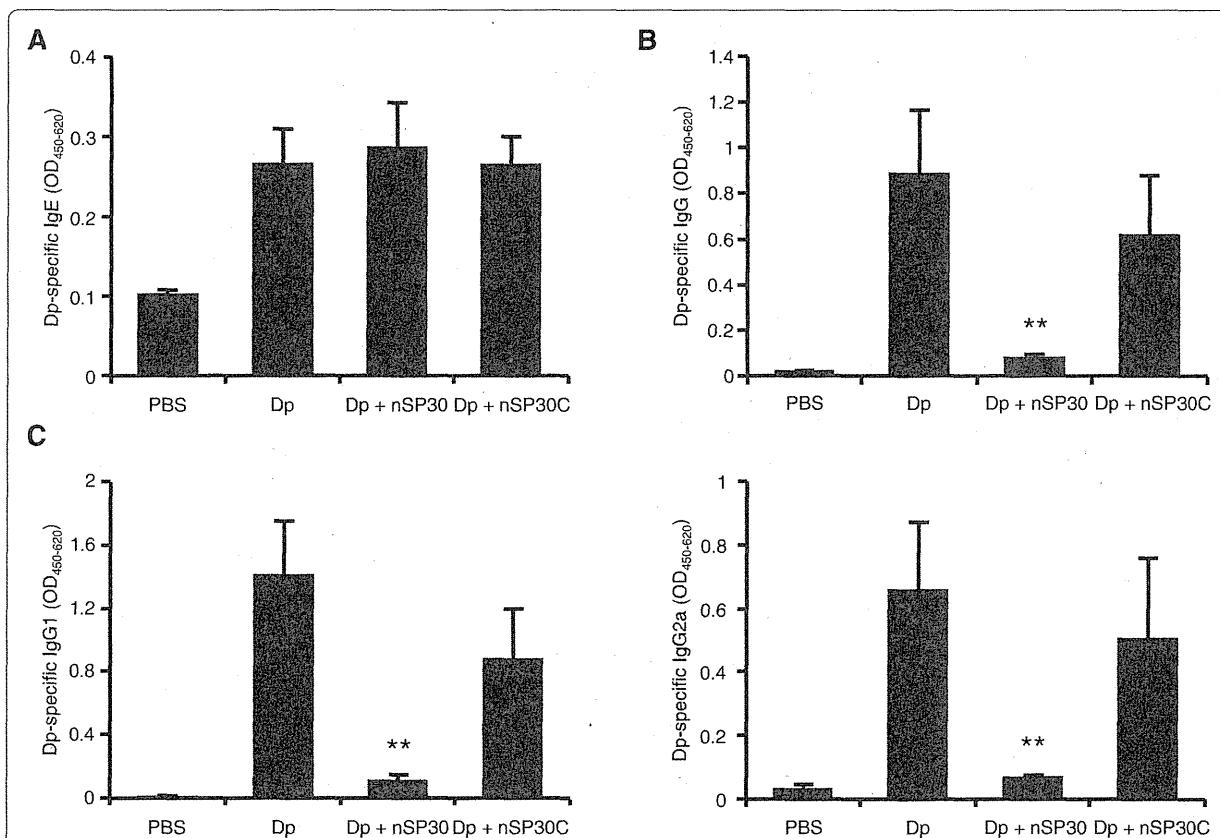 A
Dp-specific IgE (OD450-620)
0.4
0.3
0.2
0.1
0
PBS Dp Dp + nSP30 Dp + nSP30C
B
Dp-specific IgG (OD450-620)
1.4
1.2
1
0.8
0.6
0.4
0.2
0
**
PBS Dp Dp + nSP30 Dp + nSP30C
C
Dp-specific IgG1 (OD450-620)
2
1.6
1.2
0.8
0.4
0
**
PBS Dp Dp + nSP30 Dp + nSP30C
Dp-specific IgG2a (OD450-620)
1
0.8
0.6
0.4
0.2
0
**
PBS Dp Dp + nSP30 Dp + nSP30C